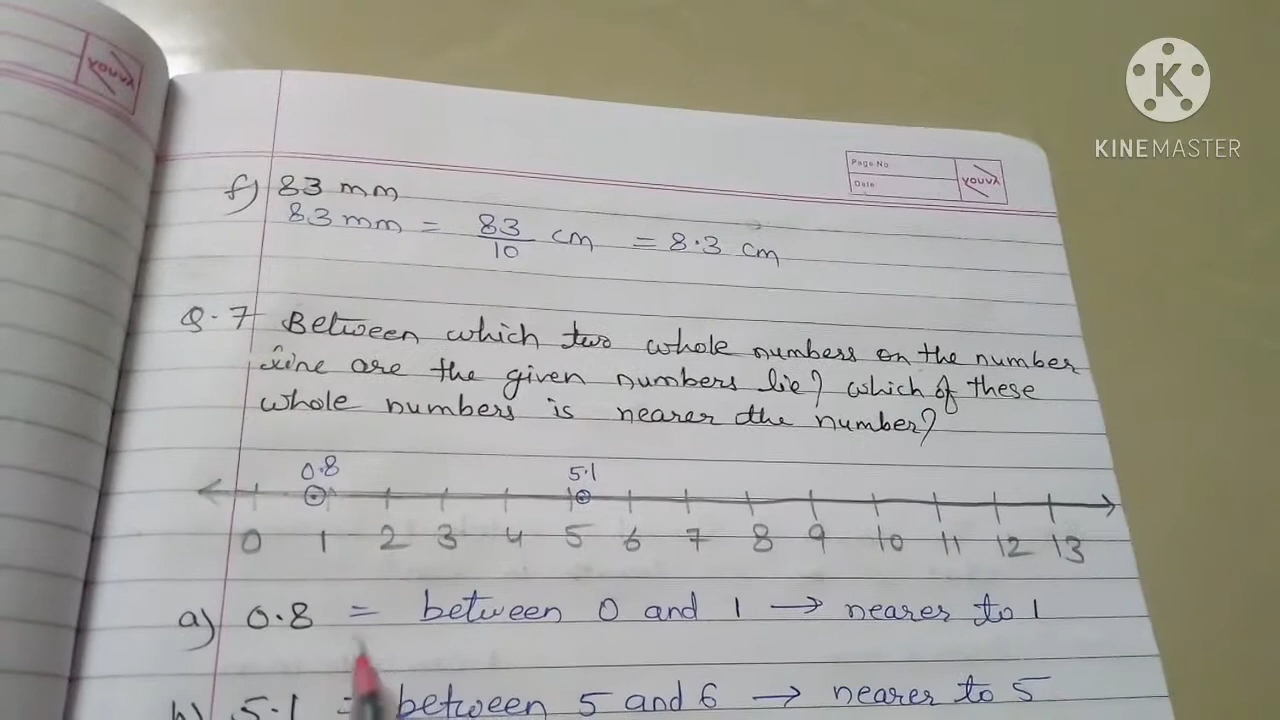 YOUVA
K
KINEMASTER
Page No
Date
YOUVA
f) 83 mm
83 mm = 83/10 cm = 8.3 cm
Q.7 Between which two whole numbers on the number
line are the given numbers lie? which of these
whole numbers is nearer the number?
0.8 5.1
0 1 2 3 4 5 6 7 8 9 10 11 12 13
a) 0.8 = between 0 and 1 → nearer to 1
b) 5.1 = between 5 and 6 → nearer to 5